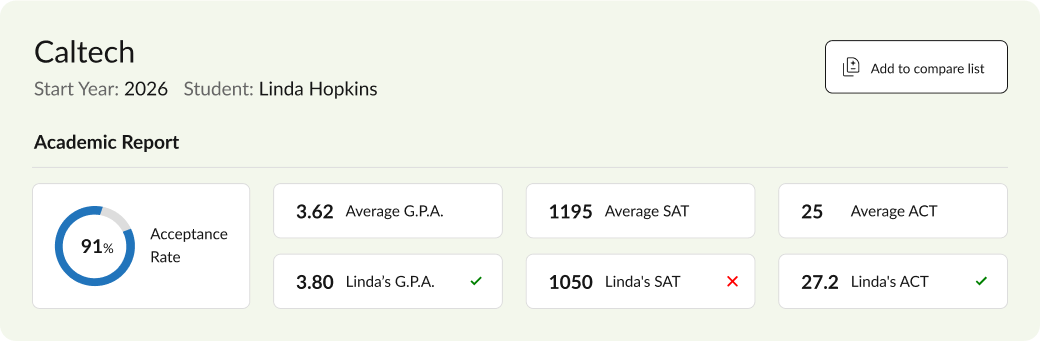 Caltech
Start Year: 2026 Student: Linda Hopkins
Add to compare list
Academic Report
91%
Acceptance
Rate
3.62 Average G.P.A.
1195 Average SAT
25 Average ACT
3.80 Linda’s G.P.A.
1050 Linda's SAT
27.2 Linda's ACT